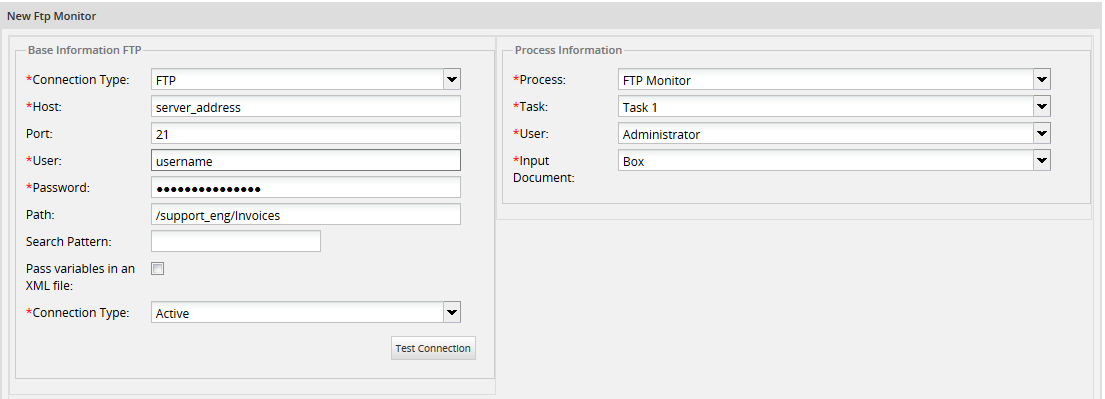 New Ftp Monitor
Base Information FTP
*Connection Type: FTP
*Host: server_address
Port: 21
*User: username
*Password: ●●●●●●●●●●●●●●●
Path: /support_eng/Invoices
Search Pattern:
Pass variables in an
XML file:
*Connection Type: Active
Test Connection
Process Information
*Process: FTP Monitor
*Task: Task 1
*User: Administrator
*Input
Document: Box